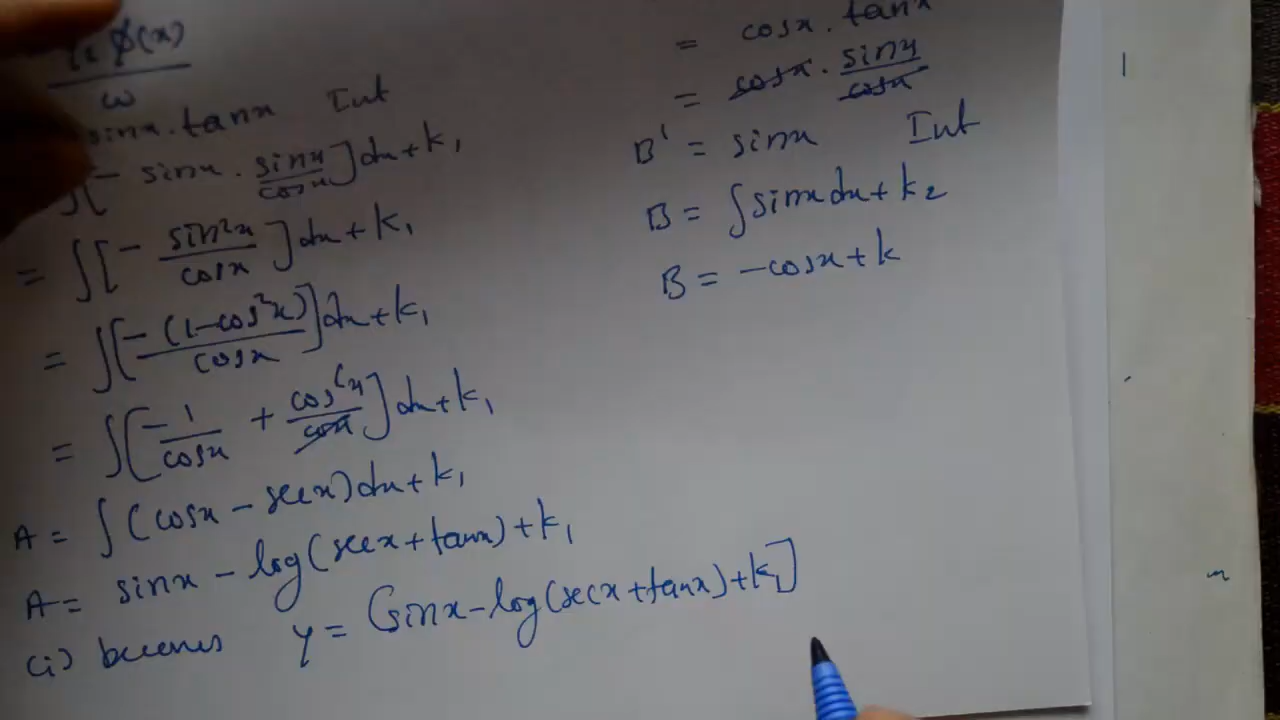 φ(x)
ω
sinx.tanx Int
∫[- sinx . sinx/cosx] dx + k₁
= ∫[- sin²x/cosx] dx + k₁
= ∫[-(1-cos²x)/cosx] dx + k₁
= ∫[-1/cosx + cos²x/cosx] dx + k₁
A = ∫(cosx - secx) dx + k₁
A = sinx - log(secx + tanx) + k₁
(i) becomes y = [sinx - log(secx + tanx) + k₁]
= cosx . tanx
= cosx . sinx/cosx
B' = sinx Int
B = ∫ sinx dx + k₂
B = -cosx + k